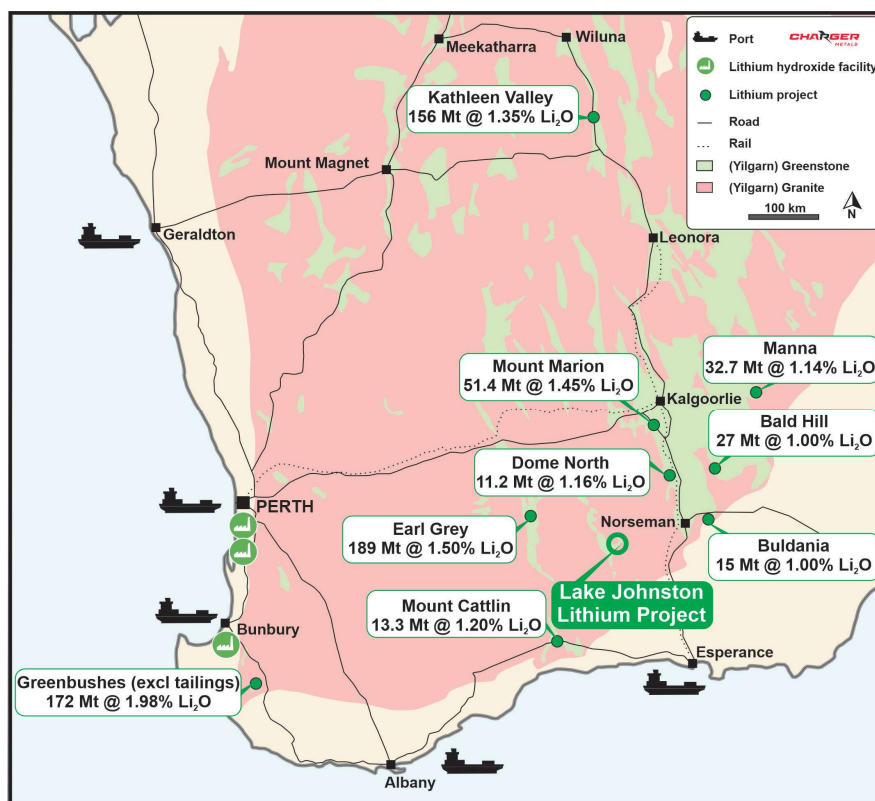 Port
CHARGER
METALS
Lithium hydroxide facility
Lithium project
Road
Rail
(Yilgarn) Greenstone
(Yilgarn) Granite
100 km
N
Meekatharra
Wiluna
Kathleen Valley
156 Mt @ 1.35% Li₂O
Mount Magnet
Geraldton
Leonora
Mount Marion
51.4 Mt @ 1.45% Li₂O
Manna
32.7 Mt @ 1.14% Li₂O
Kalgoorlie
Bald Hill
27 Mt @ 1.00% Li₂O
Dome North
11.2 Mt @ 1.16% Li₂O
PERTH
Earl Grey
189 Mt @ 1.50% Li₂O
Norseman
Buldania
15 Mt @ 1.00% Li₂O
Lake Johnston
Lithium Project
Mount Cattlin
13.3 Mt @ 1.20% Li₂O
Bunbury
Esperance
Greenbushes (excl tailings)
172 Mt @ 1.98% Li₂O
Albany